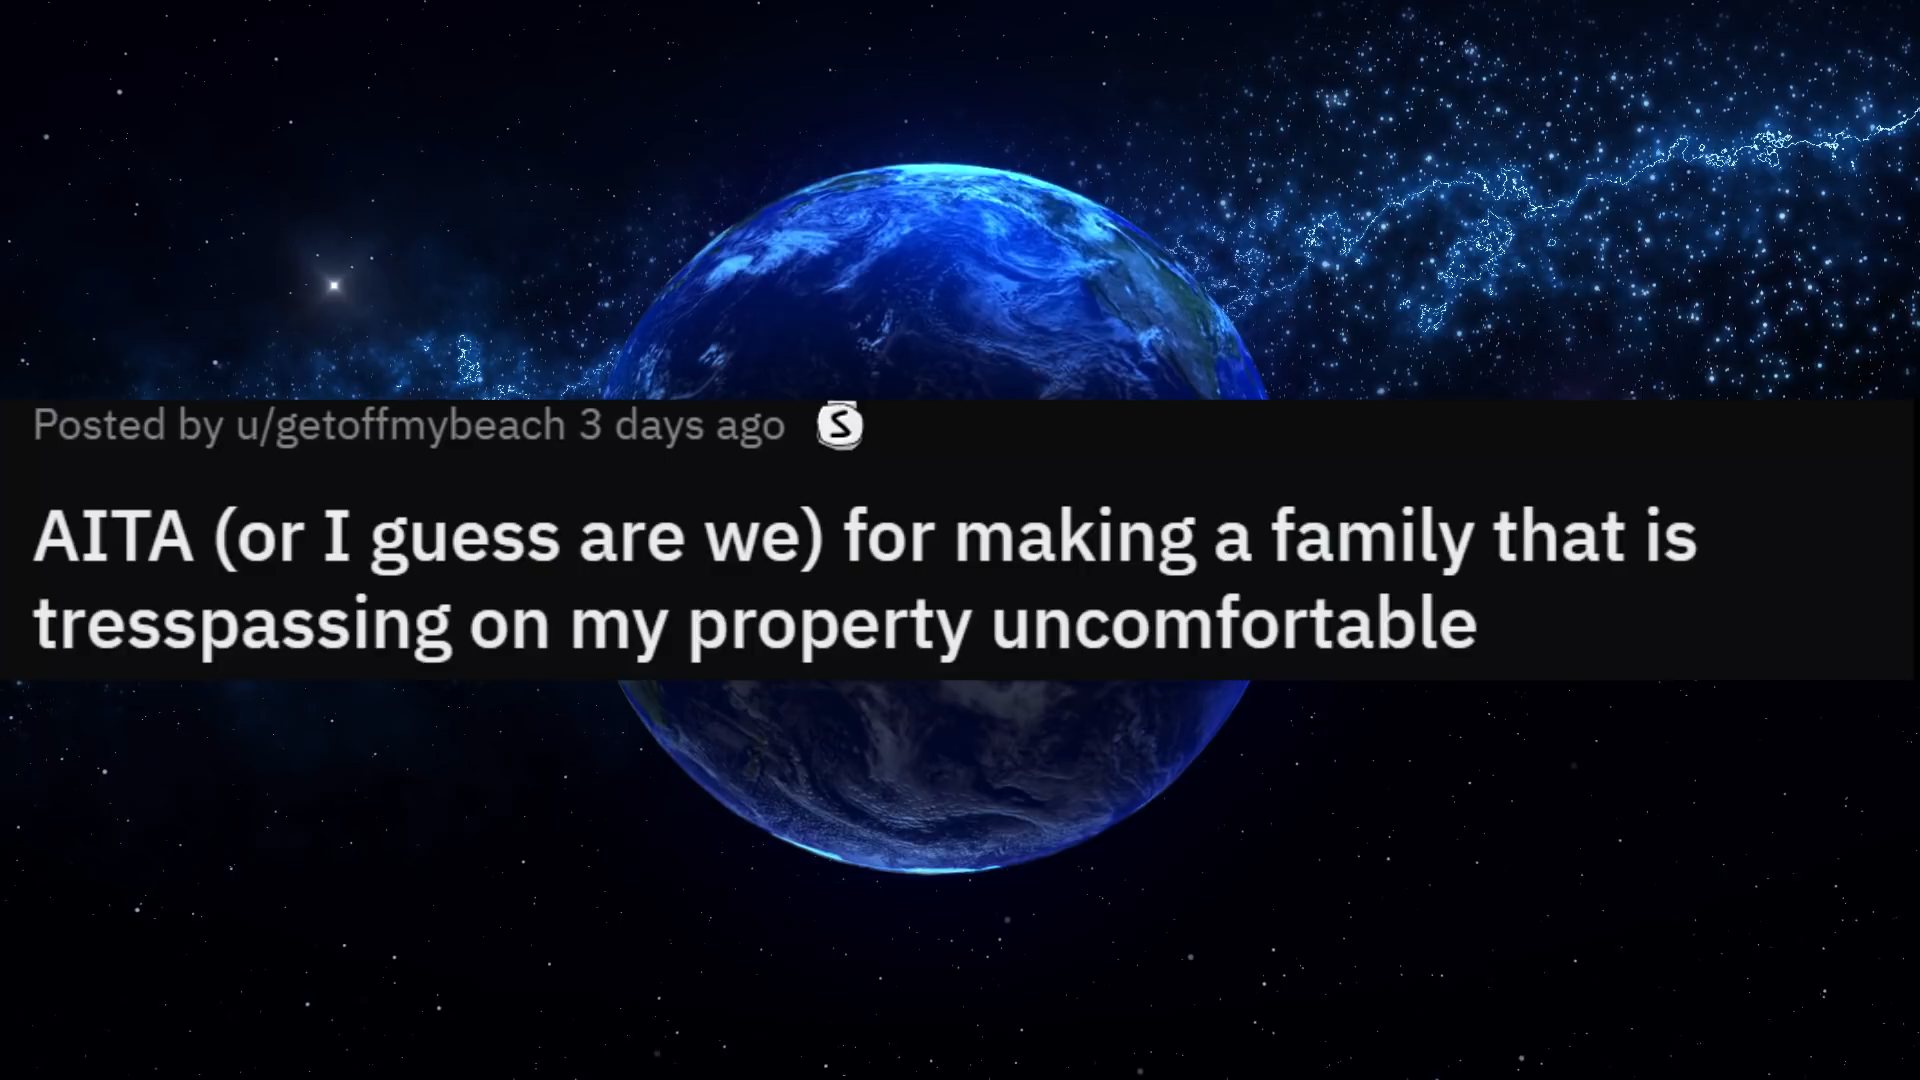 Posted by u/getoffmybeach 3 days ago S
AITA (or I guess are we) for making a family that is
tresspassing on my property uncomfortable